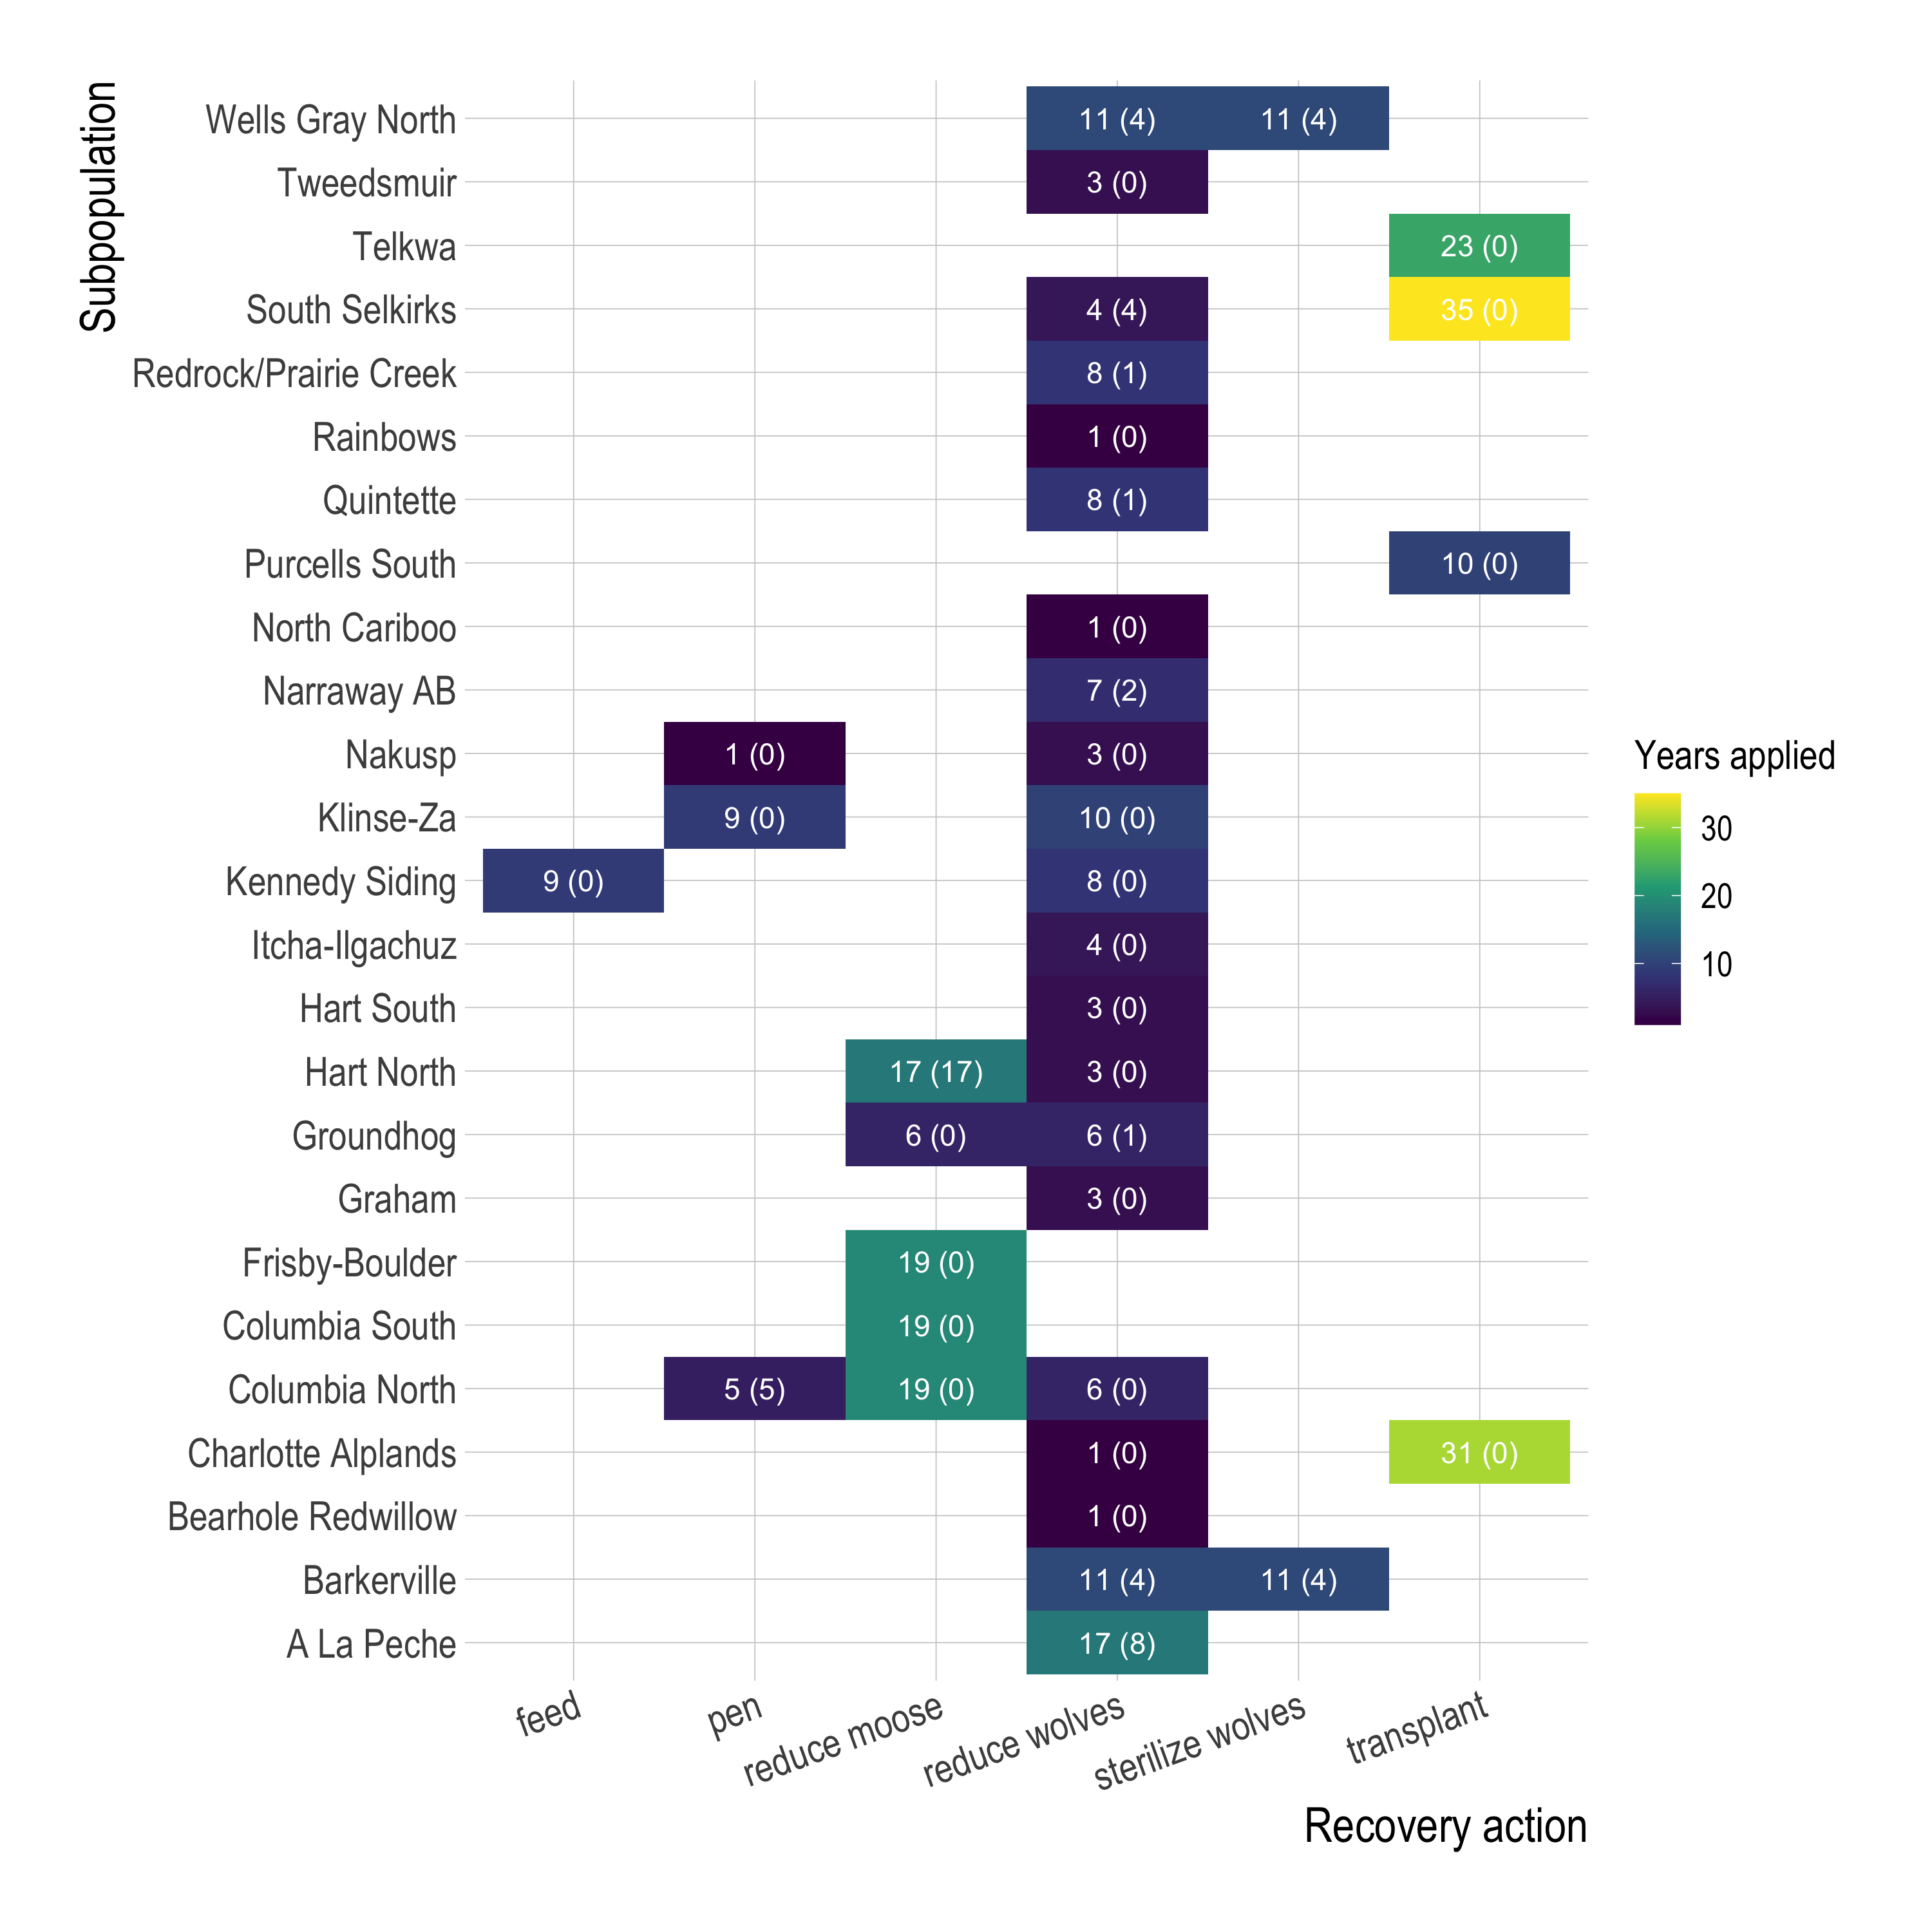 Subpopulation
Wells Gray North 11 (4) 11 (4)
Tweedsmuir 3 (0)
Telkwa 23 (0)
South Selkirks 4 (4) 35 (0)
Redrock/Prairie Creek 8 (1)
Rainbows 1 (0)
Quintette 8 (1)
Purcells South 10 (0)
North Cariboo 1 (0)
Narraway AB 7 (2)
Nakusp 1 (0) 3 (0)
Klinse-Za 9 (0) 10 (0)
Kennedy Siding 9 (0) 8 (0)
Itcha-Ilgachuz 4 (0)
Hart South 3 (0)
Hart North 17 (17) 3 (0)
Groundhog 6 (0) 6 (1)
Graham 3 (0)
Frisby-Boulder 19 (0)
Columbia South 19 (0)
Columbia North 5 (5) 19 (0) 6 (0)
Charlotte Alplands 1 (0) 31 (0)
Bearhole Redwillow 1 (0)
Barkerville 11 (4) 11 (4)
A La Peche 17 (8)
feed pen reduce moose reduce wolves sterilize wolves transplant
Recovery action
Years applied
30
20
10